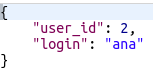 {
    "user_id": 2,
    "login": "ana"
}